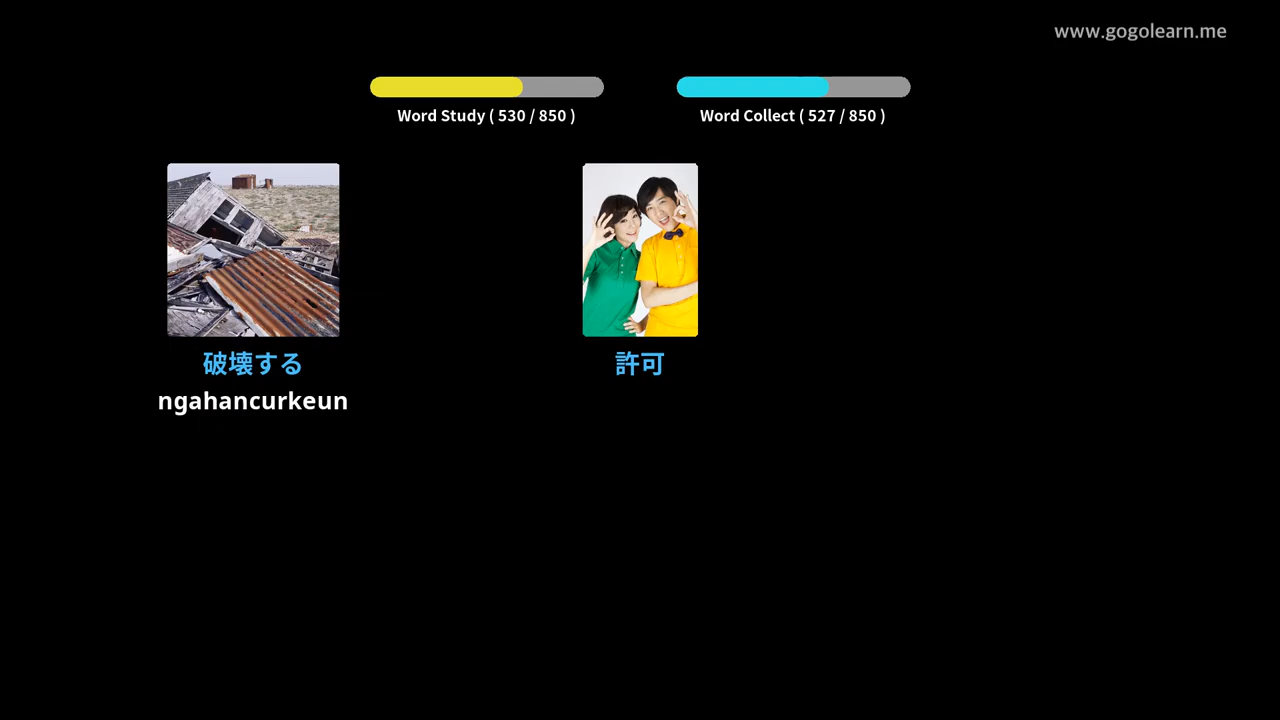 www.gogolearn.me
Word Study ( 530 / 850 )
Word Collect ( 527 / 850 )
破壊する
ngahancurkeun
許可